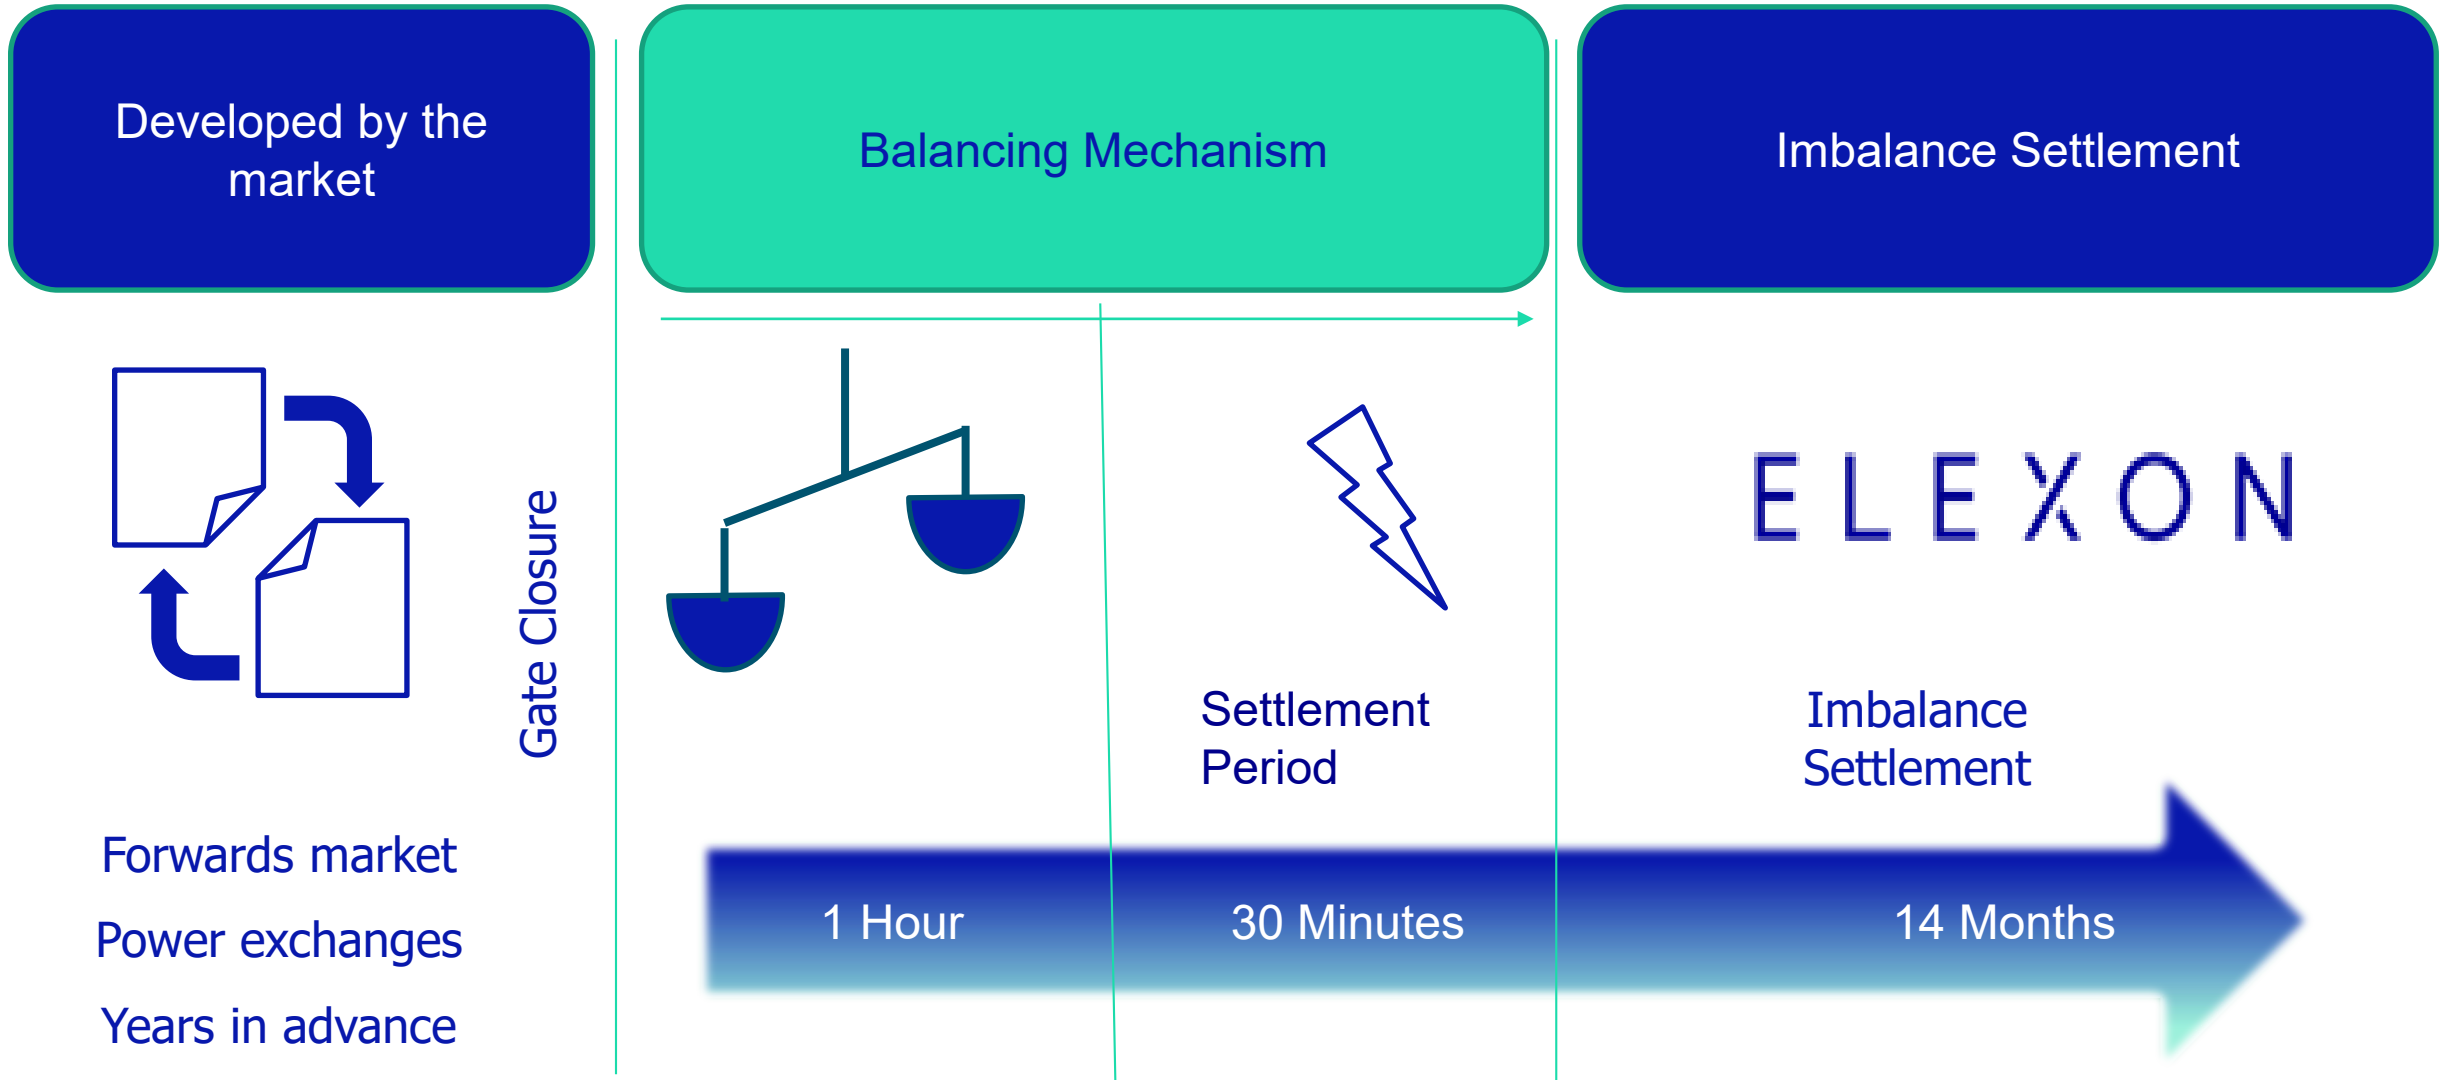 Developed by the
market
Balancing Mechanism
Imbalance Settlement
Gate Closure
ELEXON
Settlement
Period
Imbalance
Settlement
Forwards market
Power exchanges
Years in advance
1 Hour
30 Minutes
14 Months